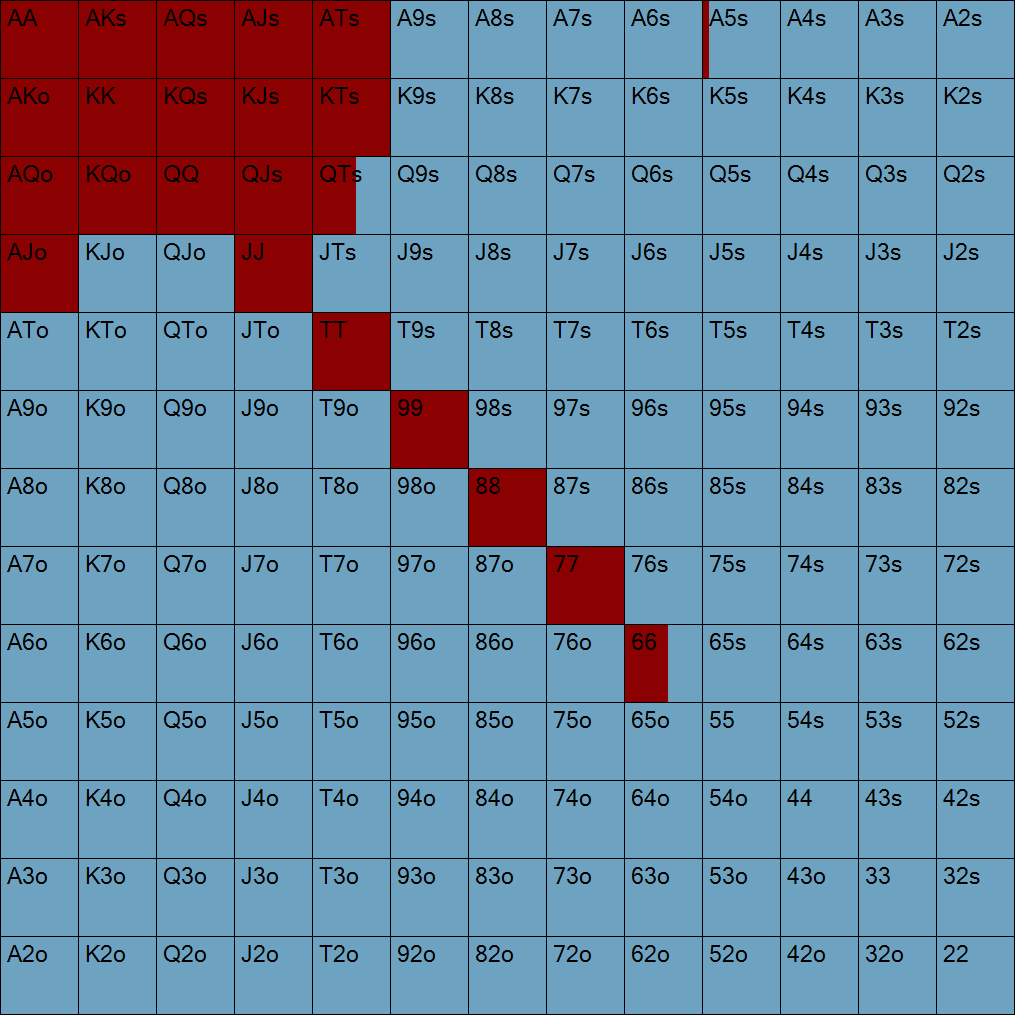 AA AKs AQs AJs ATs A9s A8s A7s A6s A5s A4s A3s A2s
AKo KK KQs KJs KTs K9s K8s K7s K6s K5s K4s K3s K2s
AQo KQo QQ QJs QTs Q9s Q8s Q7s Q6s Q5s Q4s Q3s Q2s
AJo KJo QJo JJ JTs J9s J8s J7s J6s J5s J4s J3s J2s
ATo KTo QTo JTo TT T9s T8s T7s T6s T5s T4s T3s T2s
A9o K9o Q9o J9o T9o 99 98s 97s 96s 95s 94s 93s 92s
A8o K8o Q8o J8o T8o 98o 88 87s 86s 85s 84s 83s 82s
A7o K7o Q7o J7o T7o 97o 87o 77 76s 75s 74s 73s 72s
A6o K6o Q6o J6o T6o 96o 86o 76o 66 65s 64s 63s 62s
A5o K5o Q5o J5o T5o 95o 85o 75o 65o 55 54s 53s 52s
A4o K4o Q4o J4o T4o 94o 84o 74o 64o 54o 44 43s 42s
A3o K3o Q3o J3o T3o 93o 83o 73o 63o 53o 43o 33 32s
A2o K2o Q2o J2o T2o 92o 82o 72o 62o 52o 42o 32o 22